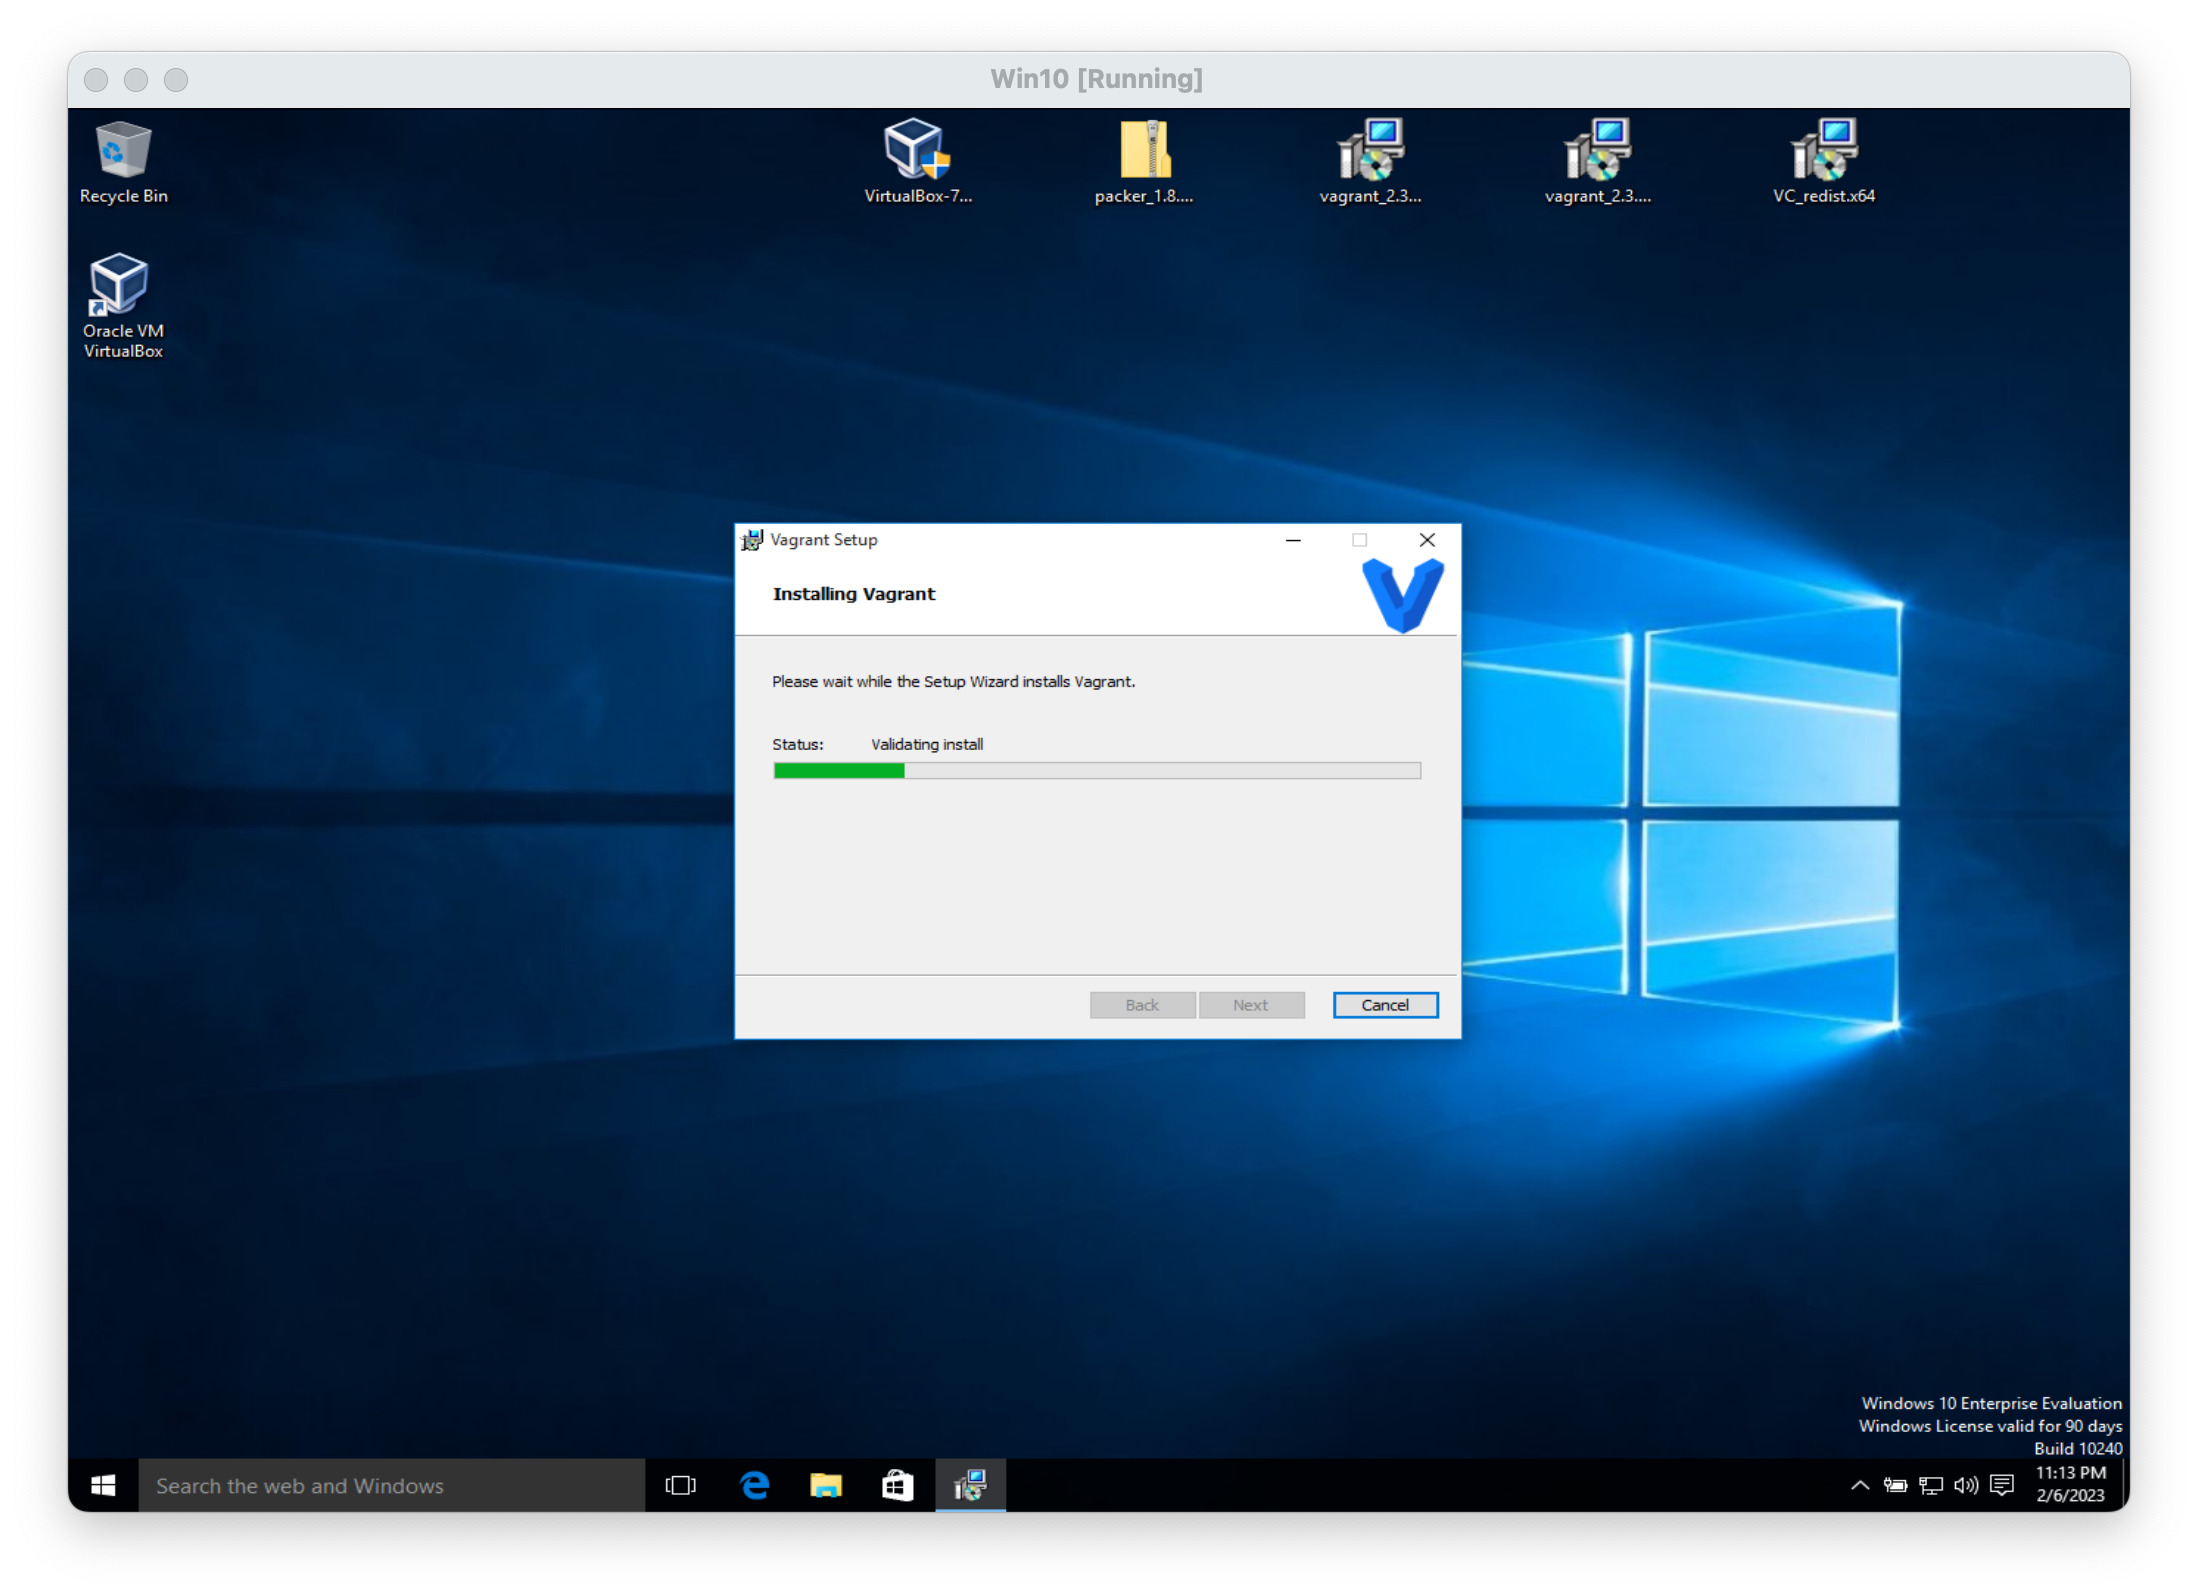 Win10 [Running]
Recycle Bin
VirtualBox-7...
packer_1.8....
vagrant_2.3...
vagrant_2.3....
VC_redist.x64
Oracle VM
VirtualBox
Vagrant Setup
Installing Vagrant
Please wait while the Setup Wizard installs Vagrant.
Status: Validating install
Back
Next
Cancel
Windows 10 Enterprise Evaluation
Windows License valid for 90 days
Build 10240
Search the web and Windows
11:13 PM
2/6/2023